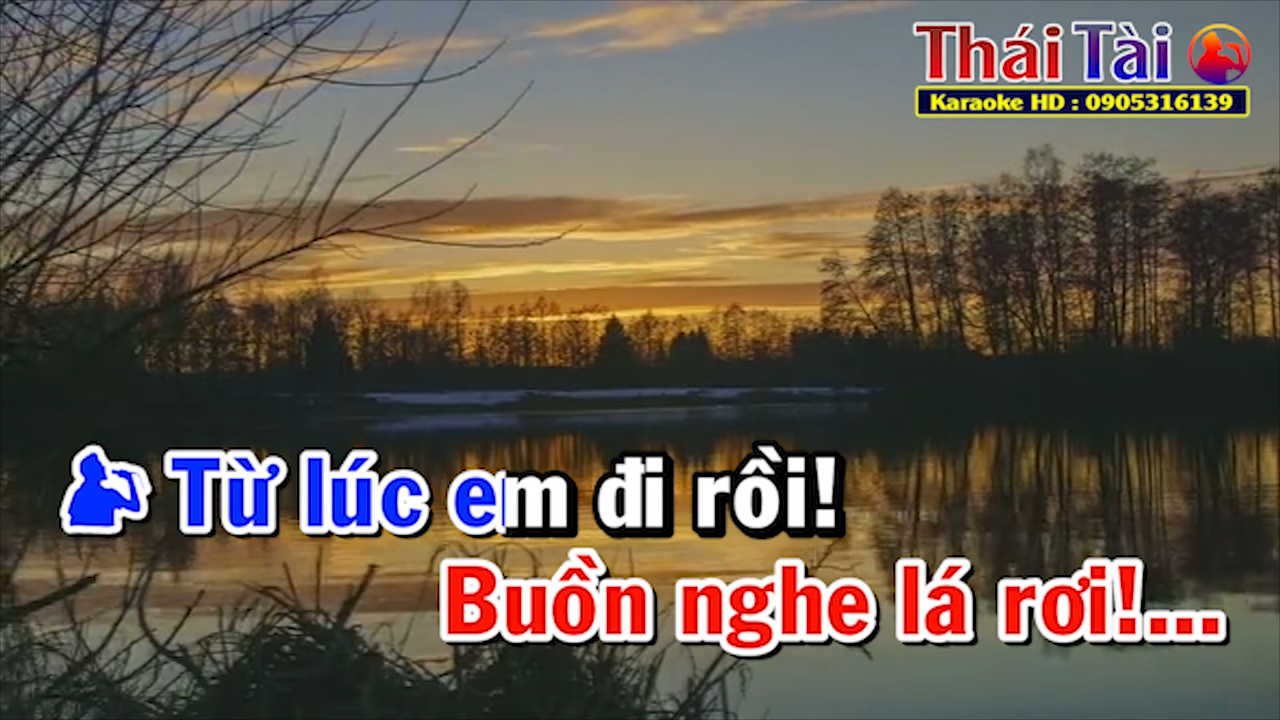 Thái Tài
Karaoke HD : 0905316139
Từ lúc em đi rồi!
Buồn nghe lá rơi!...